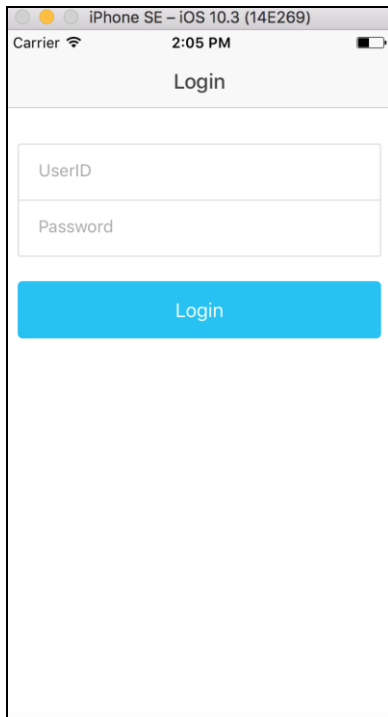 iPhone SE – iOS 10.3 (14E269)
Carrier 2:05 PM
Login
UserID
Password
Login